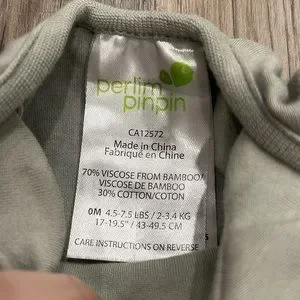 perlim
pinpin
CA12572
Made in China
Fabriqué en Chine
70% VISCOSE FROM BAMBOO/
VISCOSE DE BAMBOU
30% COTTON/COTON
0M 4.5-7.5 LBS / 2-3.4 KG
17-19.5" / 43-49.5 CM
CARE INSTRUCTIONS ON REVERSE